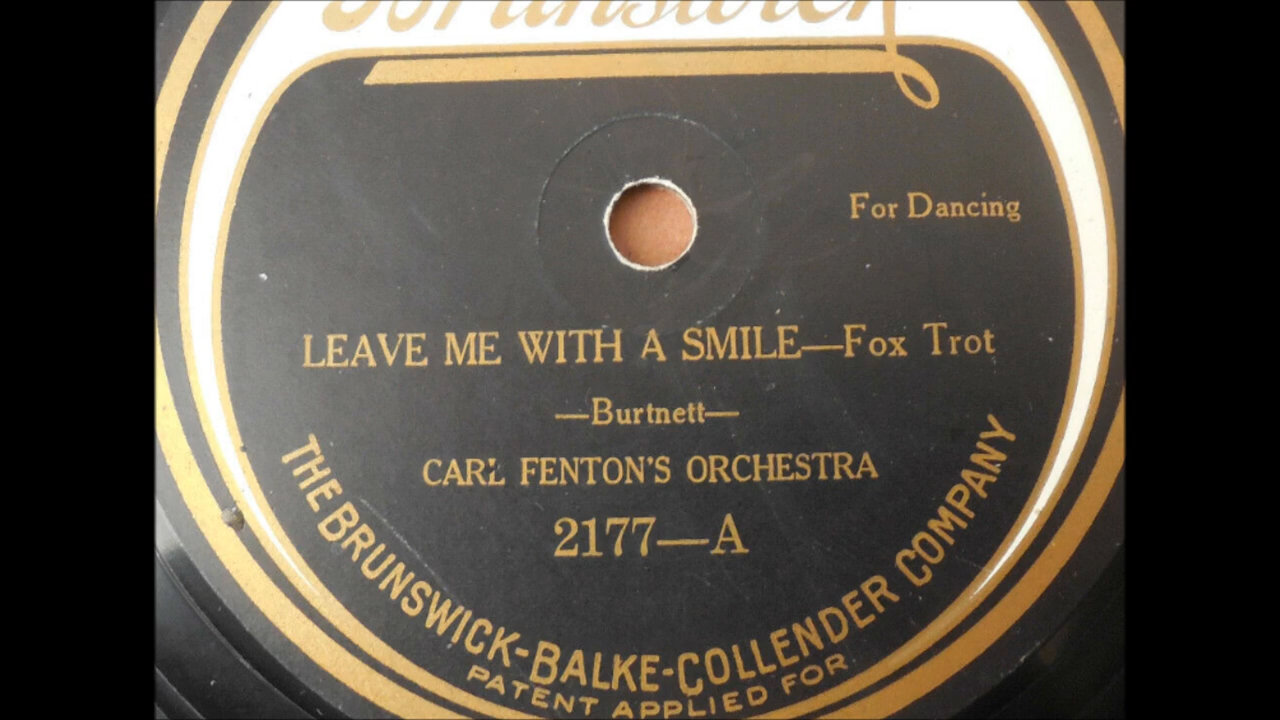 Brunswick
For Dancing
LEAVE ME WITH A SMILE—Fox Trot
—Burtnett—
CARL FENTON'S ORCHESTRA
2177—A
THE BRUNSWICK-BALKE-COLLENDER COMPANY
PATENT APPLIED FOR